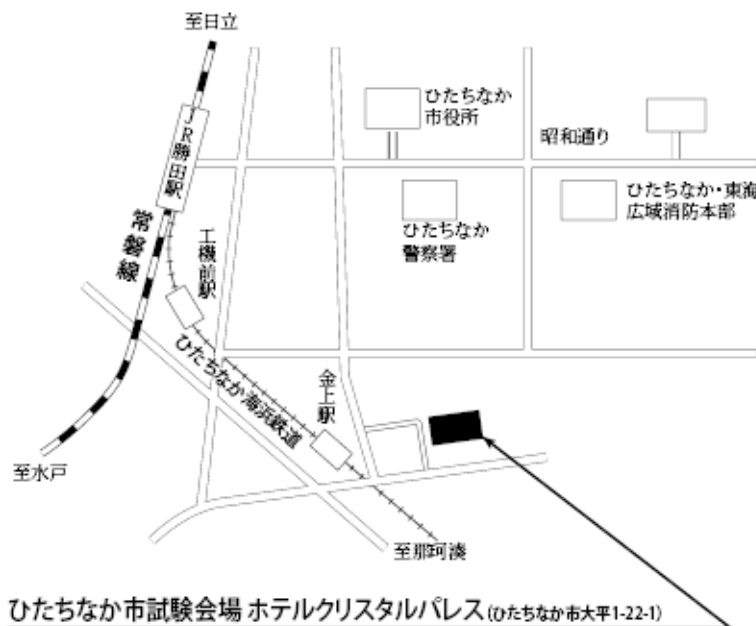 至日立
ひたちなか
市役所
昭和通り
JR勝田駅
ひたちなか・東海
広域消防本部
ひたちなか
警察署
常磐線
工機前駅
ひたちなか海浜鉄道
金上駅
至水戸
至那珂湊
ひたちなか市試験会場 ホテルクリスタルパレス(ひたちなか市大平1-22-1)